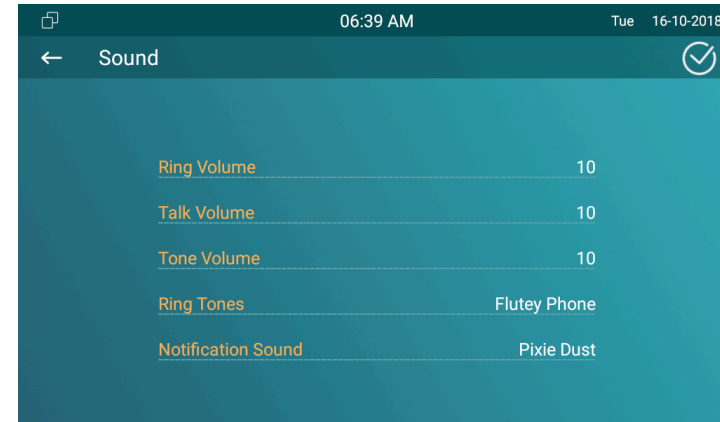 06:39 AM Tue 16-10-2018
Sound
Ring Volume 10
Talk Volume 10
Tone Volume 10
Ring Tones Flutey Phone
Notification Sound Pixie Dust